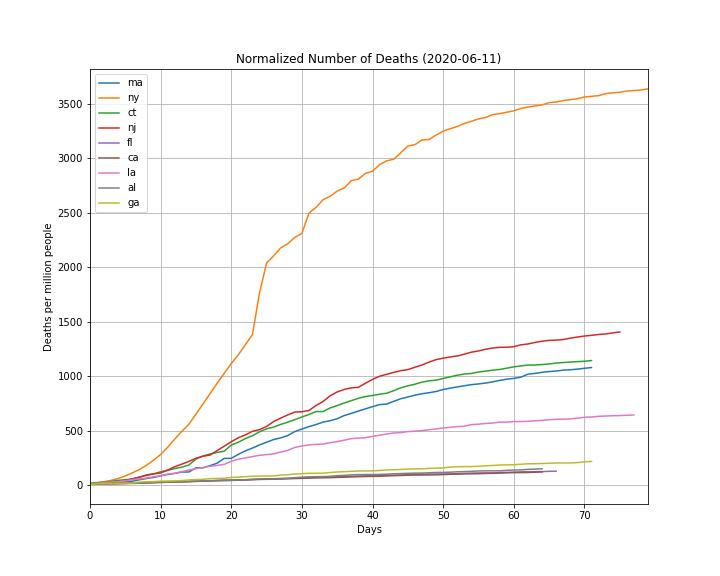 Normalized Number of Deaths (2020-06-11)
ma
ny
ct
nj
fl
ca
la
al
ga
Deaths per million people
3500
3000
2500
2000
1500
1000
500
0
0 10 20 30 40 50 60 70
Days